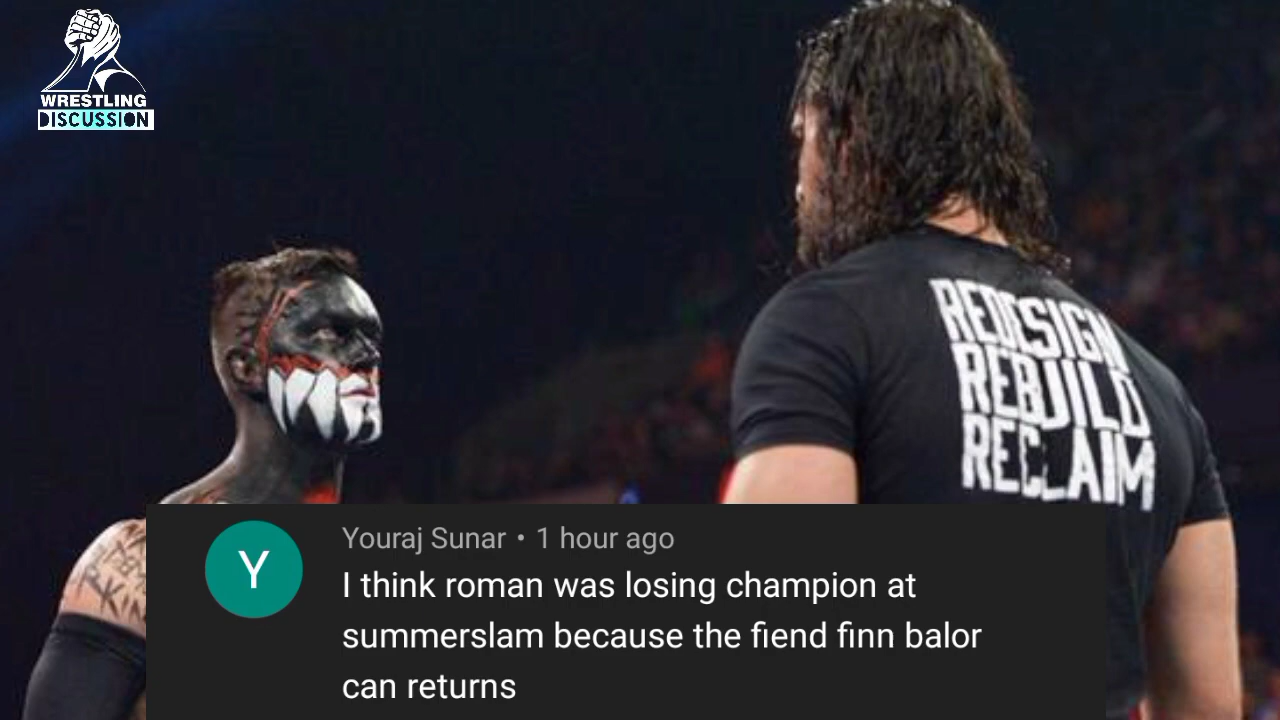 WRESTLING
DISCUSSION
REDESIGN
REBUILD
RECLAIM
Y
Youraj Sunar • 1 hour ago
I think roman was losing champion at
summerslam because the fiend finn balor
can returns